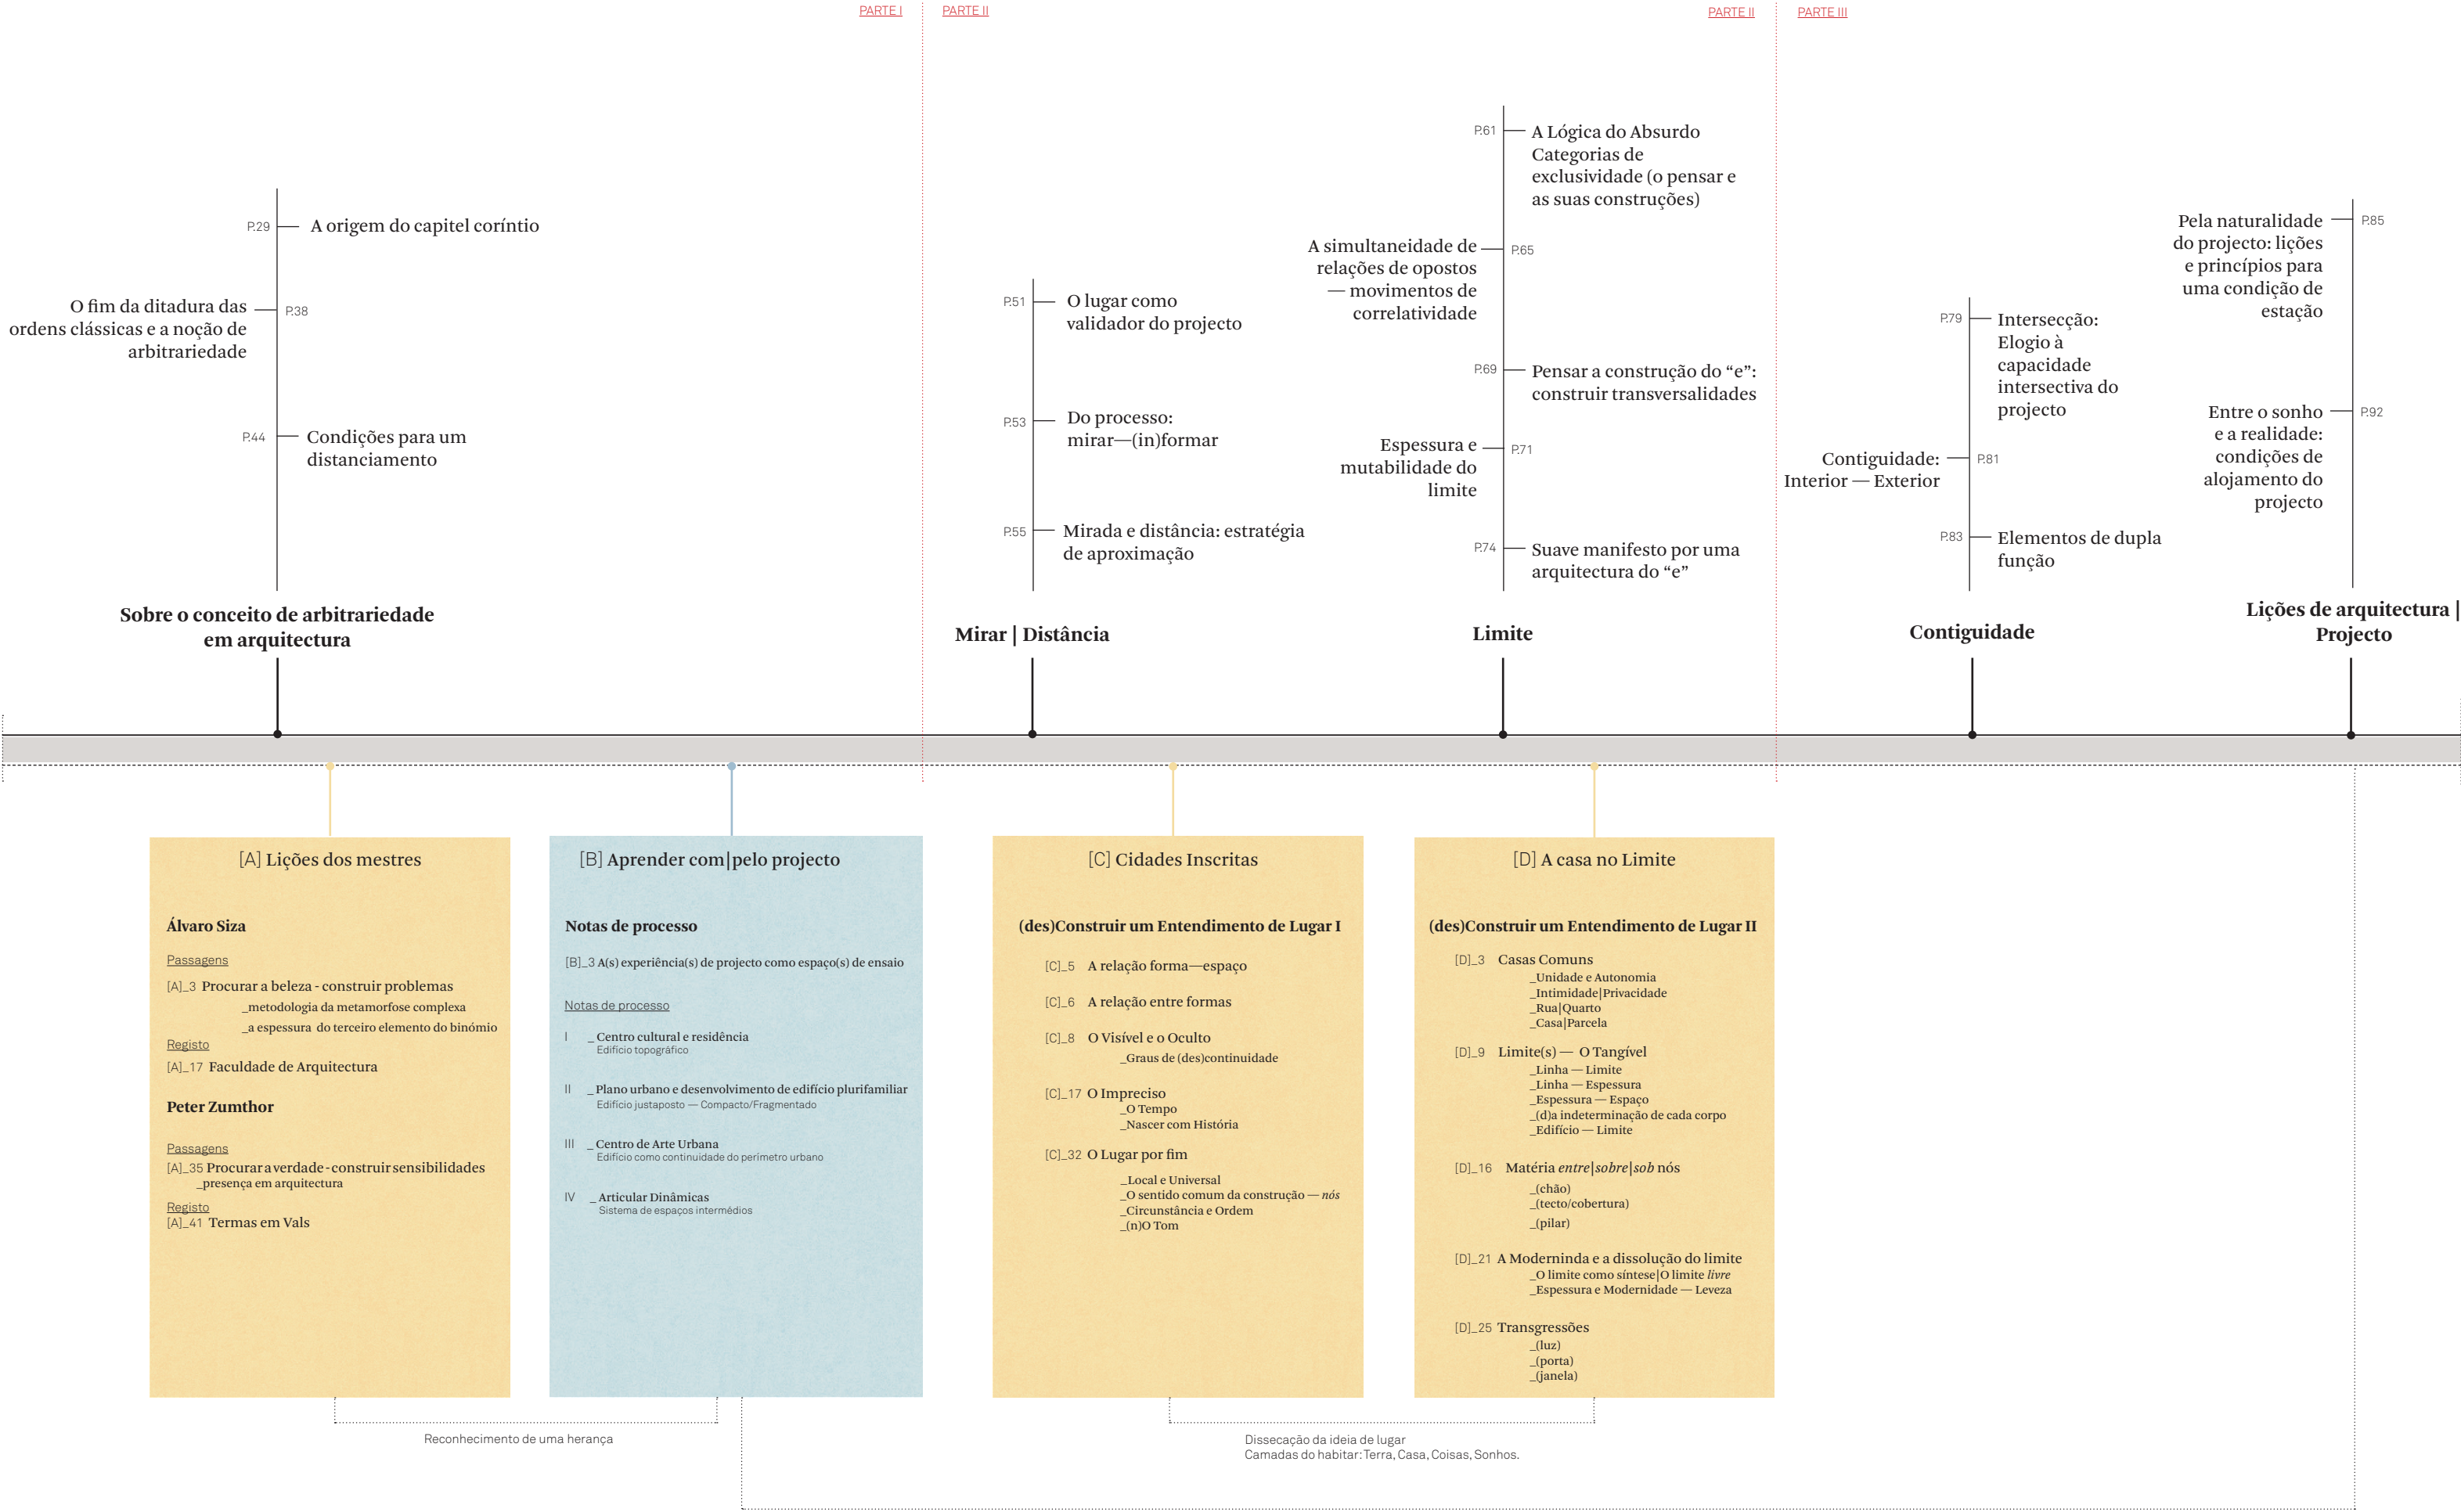 PARTE I
PARTE II
PARTE II
PARTE III
P.29
A origem do capitel coríntio
O fim da ditadura das
ordens clássicas e a noção de
arbitrariedade
P.38
P.44
Condições para um
distanciamento
Sobre o conceito de arbitrariedade
em arquitectura
P.51
O lugar como
validador do projecto
P.53
Do processo:
mirar—(in)formar
P.55
Mirada e distância: estratégia
de aproximação
Mirar | Distância
P.61
A Lógica do Absurdo
Categorias de
exclusividade (o pensar e
as suas construções)
A simultaneidade de
relações de opostos
— movimentos de
correlatividade
P.65
P.69
Pensar a construção do “e”:
construir transversalidades
Espessura e
mutabilidade do
limite
P.71
P.74
Suave manifesto por uma
arquitectura do “e”
Limite
P.79
Intersecção:
Elogio à
capacidade
intersectiva do
projecto
Contiguidade:
Interior — Exterior
P.81
P.83
Elementos de dupla
função
Contiguidade
Pela naturalidade
do projecto: lições
e princípios para
uma condição de
estação
P.85
Entre o sonho
e a realidade:
condições de
alojamento do
projecto
P.92
Lições de arquitectura |
Projecto
[A] Lições dos mestres
Álvaro Siza
Passagens
[A]_3 Procurar a beleza - construir problemas
_metodologia da metamorfose complexa
_a espessura do terceiro elemento do binómio
Registo
[A]_17 Faculdade de Arquitectura
Peter Zumthor
Passagens
[A]_35 Procurar a verdade - construir sensibilidades
_presença em arquitectura
Registo
[A]_41 Termas em Vals
[B] Aprender com|pelo projecto
Notas de processo
[B]_3 A(s) experiência(s) de projecto como espaço(s) de ensaio
Notas de processo
I _ Centro cultural e residência
Edifício topográfico
II _ Plano urbano e desenvolvimento de edifício plurifamiliar
Edifício justaposto — Compacto/Fragmentado
III _ Centro de Arte Urbana
Edifício como continuidade do perímetro urbano
IV _ Articular Dinâmicas
Sistema de espaços intermédios
[C] Cidades Inscritas
(des)Construir um Entendimento de Lugar I
[C]_5 A relação forma—espaço
[C]_6 A relação entre formas
[C]_8 O Visível e o Oculto
_Graus de (des)continuidade
[C]_17 O Impreciso
_O Tempo
_Nascer com História
[C]_32 O Lugar por fim
_Local e Universal
_O sentido comum da construção — nós
_Circunstância e Ordem
_(n)O Tom
[D] A casa no Limite
(des)Construir um Entendimento de Lugar II
[D]_3 Casas Comuns
_Unidade e Autonomia
_Intimidade|Privacidade
_Rua|Quarto
_Casa|Parcela
[D]_9 Limite(s) — O Tangível
_Linha — Limite
_Linha — Espessura
_Espessura — Espaço
_(d)a indeterminação de cada corpo
_Edifício — Limite
[D]_16 Matéria entre|sobre|sob nós
_(chão)
_(tecto/cobertura)
_(pilar)
[D]_21 A Moderninda e a dissolução do limite
_O limite como síntese|O limite livre
_Espessura e Modernidade — Leveza
[D]_25 Transgressões
_(luz)
_(porta)
_(janela)
Reconhecimento de uma herança
Dissecação da ideia de lugar
Camadas do habitar: Terra, Casa, Coisas, Sonhos.